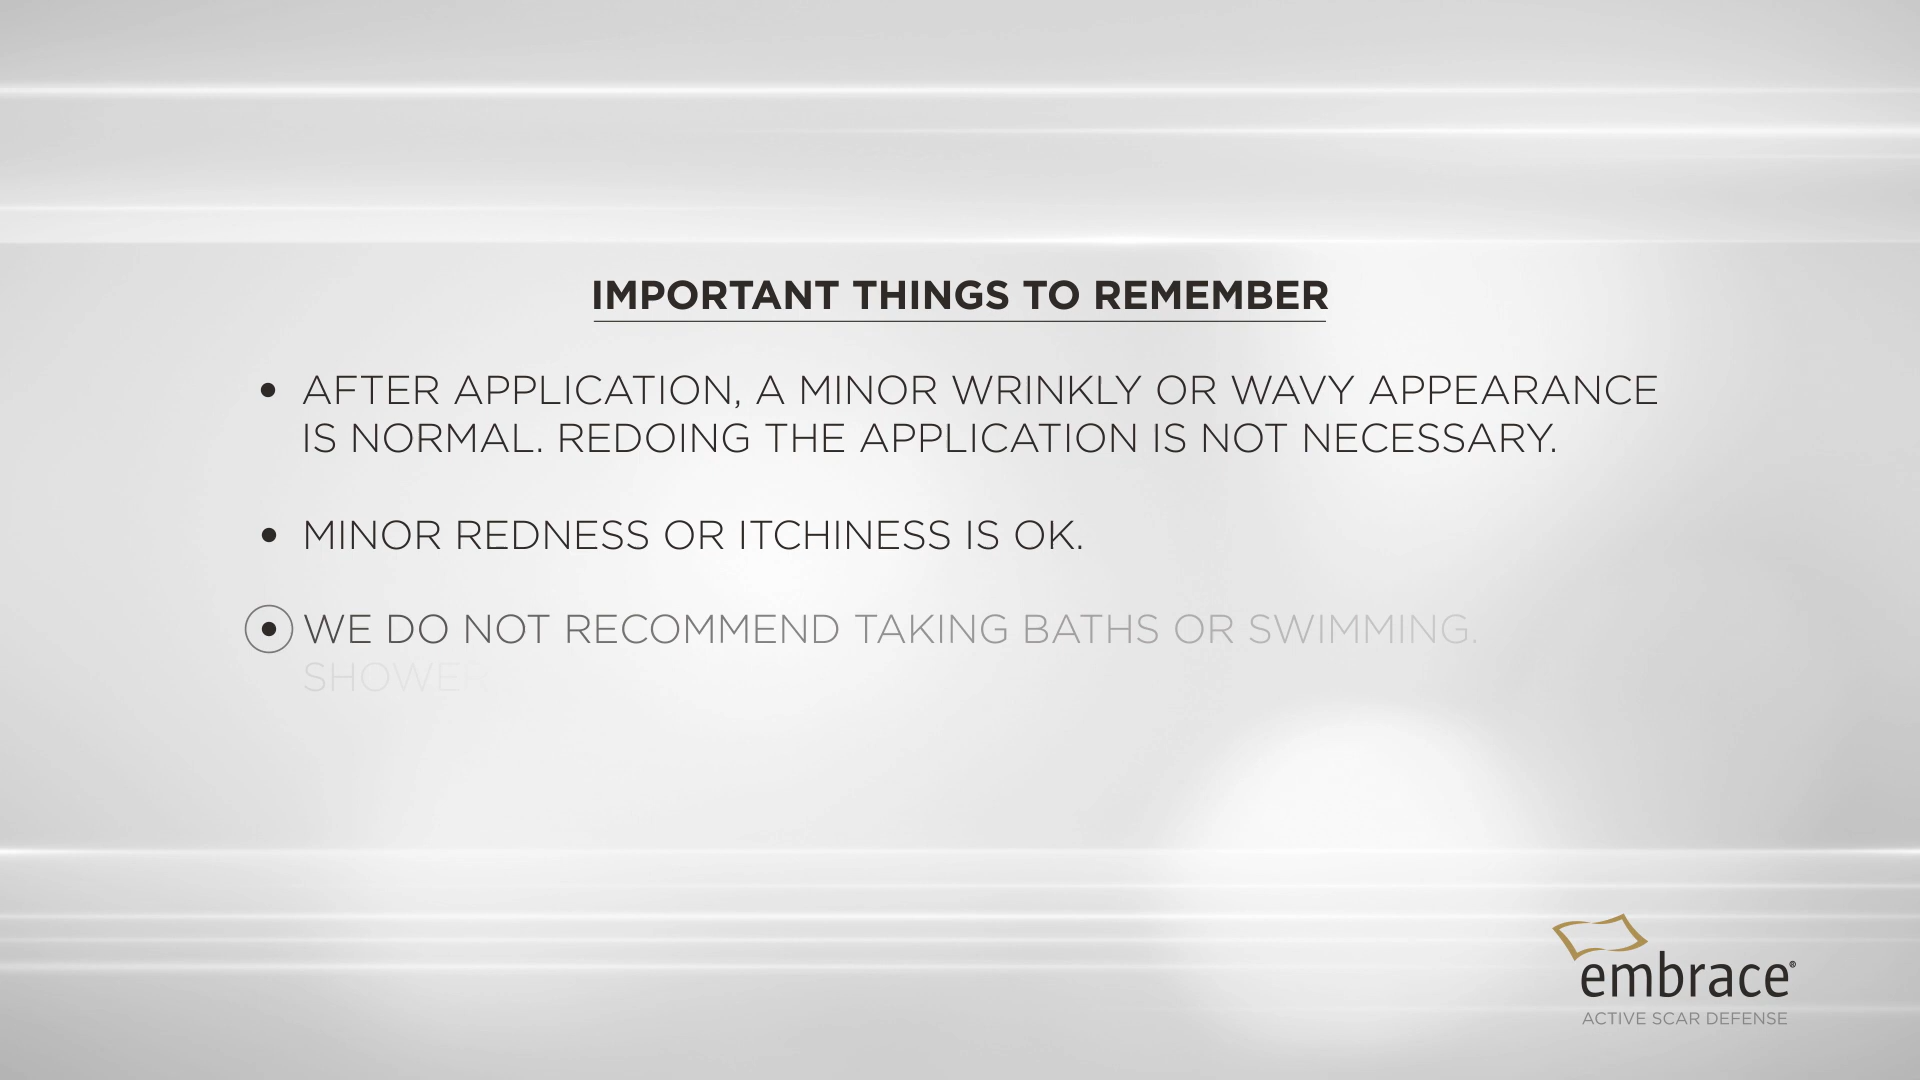 IMPORTANT THINGS TO REMEMBER
• AFTER APPLICATION, A MINOR WRINKLY OR WAVY APPEARANCE
IS NORMAL. REDOING THE APPLICATION IS NOT NECESSARY.
• MINOR REDNESS OR ITCHINESS IS OK.
• WE DO NOT RECOMMEND TAKING BATHS OR SWIMMING.
SHOWER
embrace®
ACTIVE SCAR DEFENSE